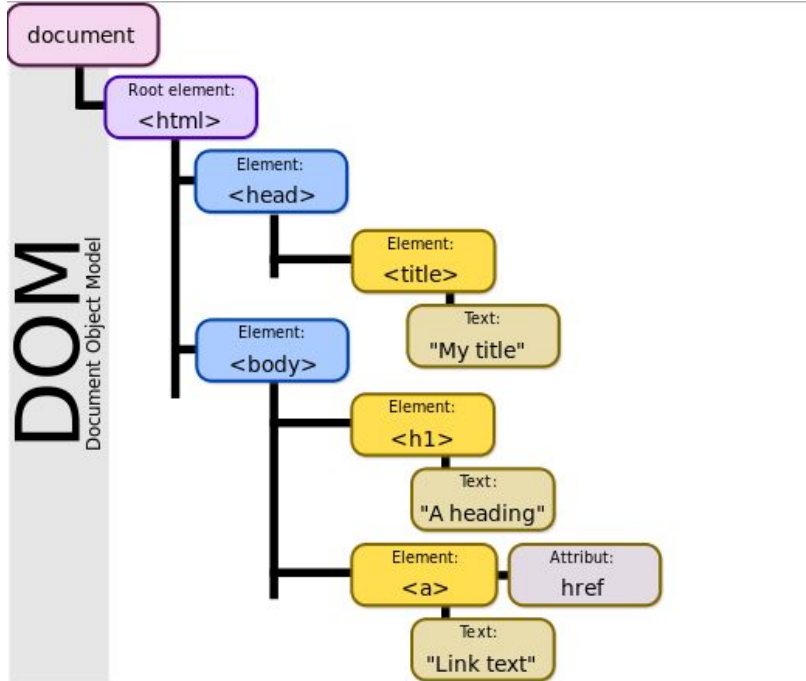 document
Root element:
<html>
Element:
<head>
Element:
<title>
Text:
"My title"
Element:
<body>
Element:
<h1>
Text:
"A heading"
Element:
<a>
Attribut:
href
Text:
"Link text"
DOM
Document Object Model